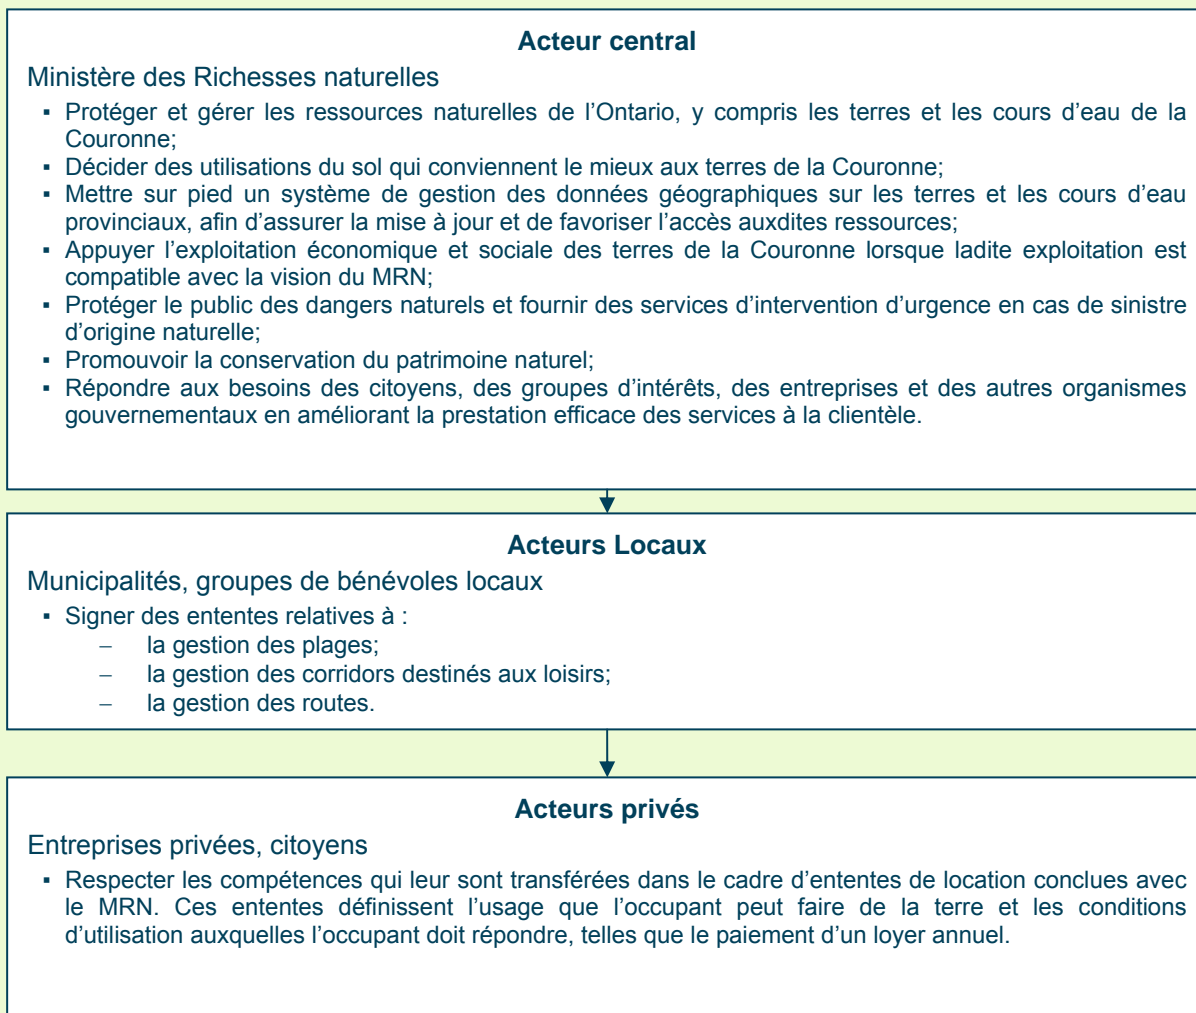 Acteur central
Ministère des Richesses naturelles
▪ Protéger et gérer les ressources naturelles de l'Ontario, y compris les terres et les cours d'eau de la
Couronne;
▪ Décider des utilisations du sol qui conviennent le mieux aux terres de la Couronne;
▪ Mettre sur pied un système de gestion des données géographiques sur les terres et les cours d'eau
provinciaux, afin d'assurer la mise à jour et de favoriser l'accès auxdites ressources;
▪ Appuyer l'exploitation économique et sociale des terres de la Couronne lorsque ladite exploitation est
compatible avec la vision du MRN;
▪ Protéger le public des dangers naturels et fournir des services d'intervention d'urgence en cas de sinistre
d'origine naturelle;
▪ Promouvoir la conservation du patrimoine naturel;
▪ Répondre aux besoins des citoyens, des groupes d'intérêts, des entreprises et des autres organismes
gouvernementaux en améliorant la prestation efficace des services à la clientèle.
Acteurs Locaux
Municipalités, groupes de bénévoles locaux
▪ Signer des ententes relatives à :
– la gestion des plages;
– la gestion des corridors destinés aux loisirs;
– la gestion des routes.
Acteurs privés
Entreprises privées, citoyens
▪ Respecter les compétences qui leur sont transférées dans le cadre d'ententes de location conclues avec
le MRN. Ces ententes définissent l'usage que l'occupant peut faire de la terre et les conditions
d'utilisation auxquelles l'occupant doit répondre, telles que le paiement d'un loyer annuel.